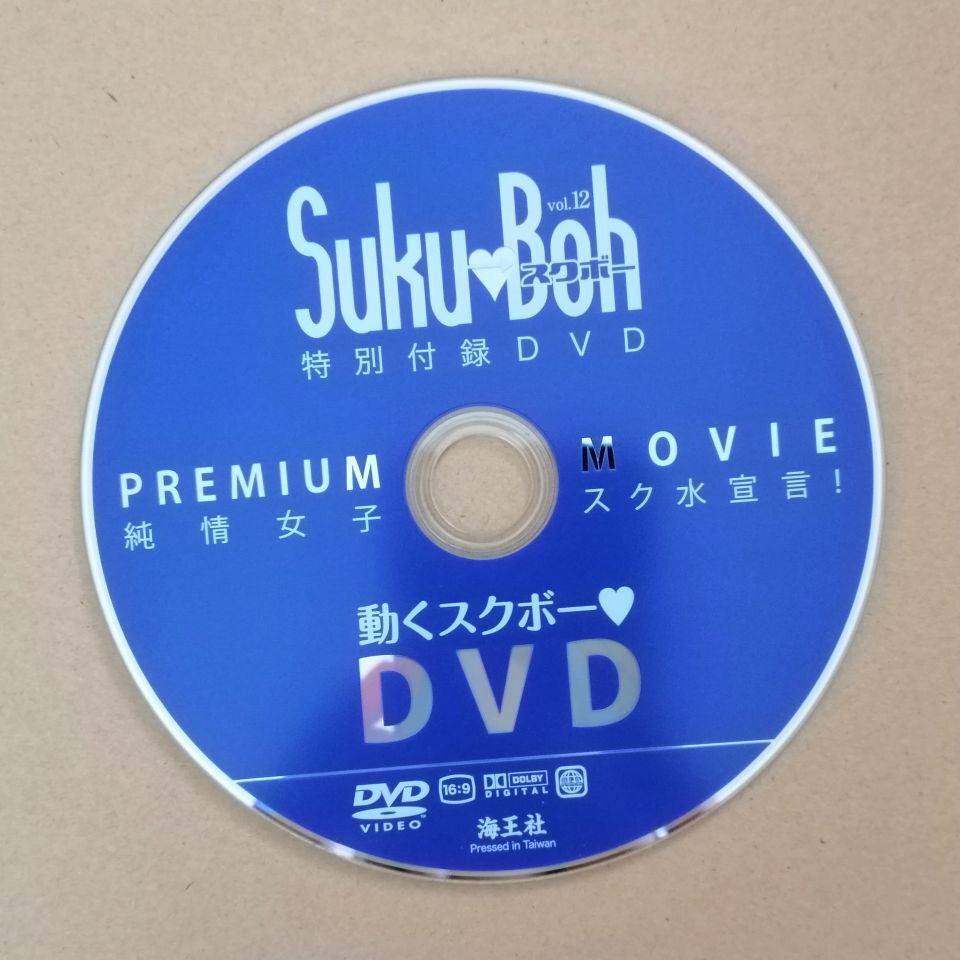 Suku♥Boh
vol.12
スクボー
特別付録DVD
PREMIUM MOVIE
純情女子 スク水宣言!
動くスクボー♥
DVD
DVD
VIDEO
16:9
DOLBY
DIGITAL
海王社
Pressed in Taiwan